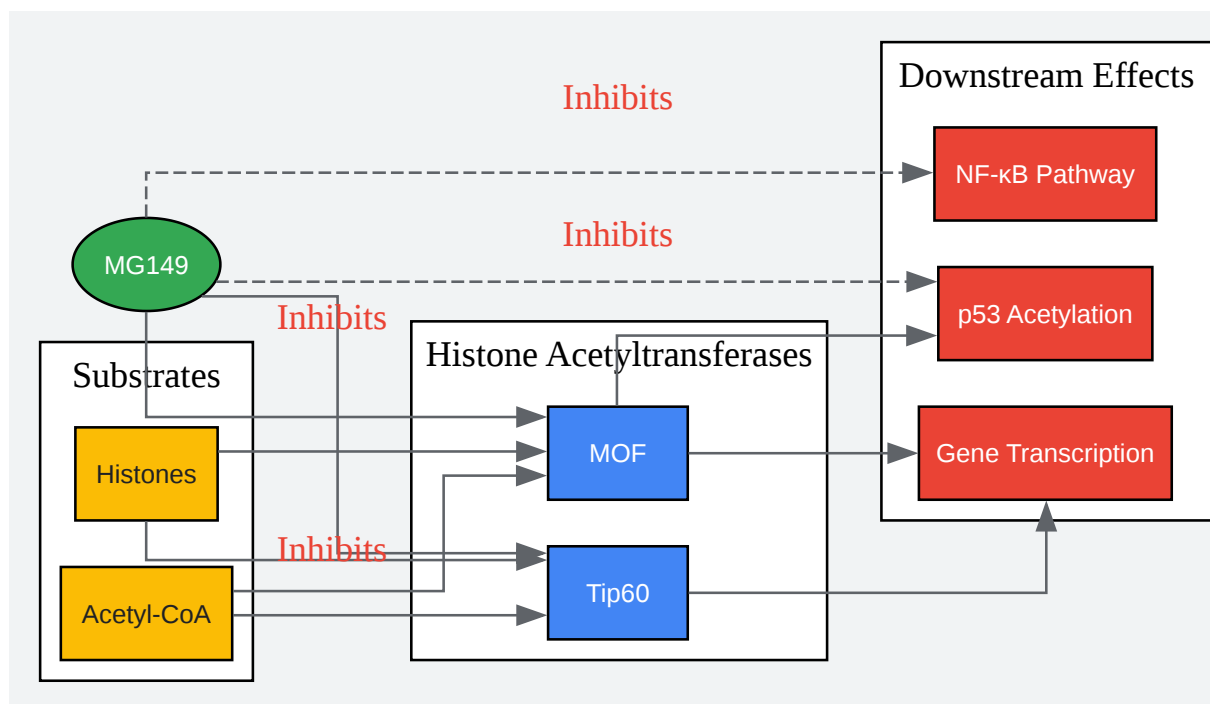 Downstream Effects
Inhibits
NF-κB Pathway
Inhibits
MG149
p53 Acetylation
Inhibits
Histone Acetyltransferases
Substrates
MOF
Gene Transcription
Histones
Inhibits
Tip60
Acetyl-CoA